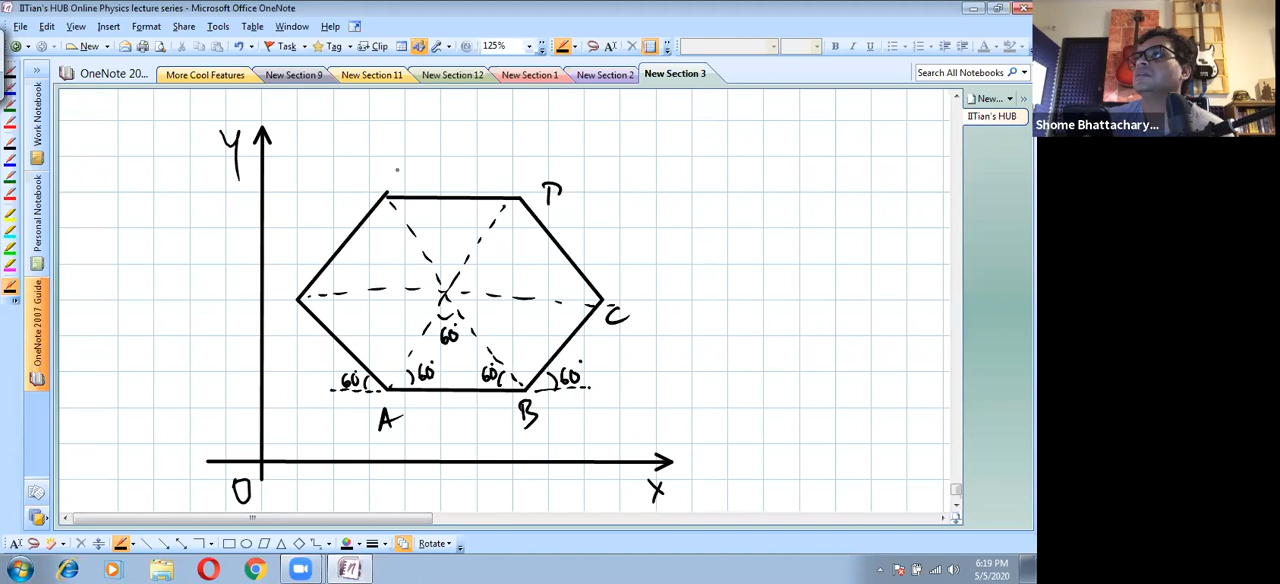 IITian's HUB Online Physics lecture series - Microsoft Office OneNote
File Edit View Insert Format Share Tools Table Window Help
New Task Tag Clip 125%
OneNote 20... More Cool Features New Section 9 New Section 11 New Section 12 New Section 1 New Section 2 New Section 3 Search All Notebooks
New...
IITian's HUB
Shome Bhattachary...
Work Notebook
Personal Notebook
OneNote 2007 Guide
Y
D
C
60°
60° 60° 60° 60°
A B
O X
Rotate
6:19 PM
5/5/2020